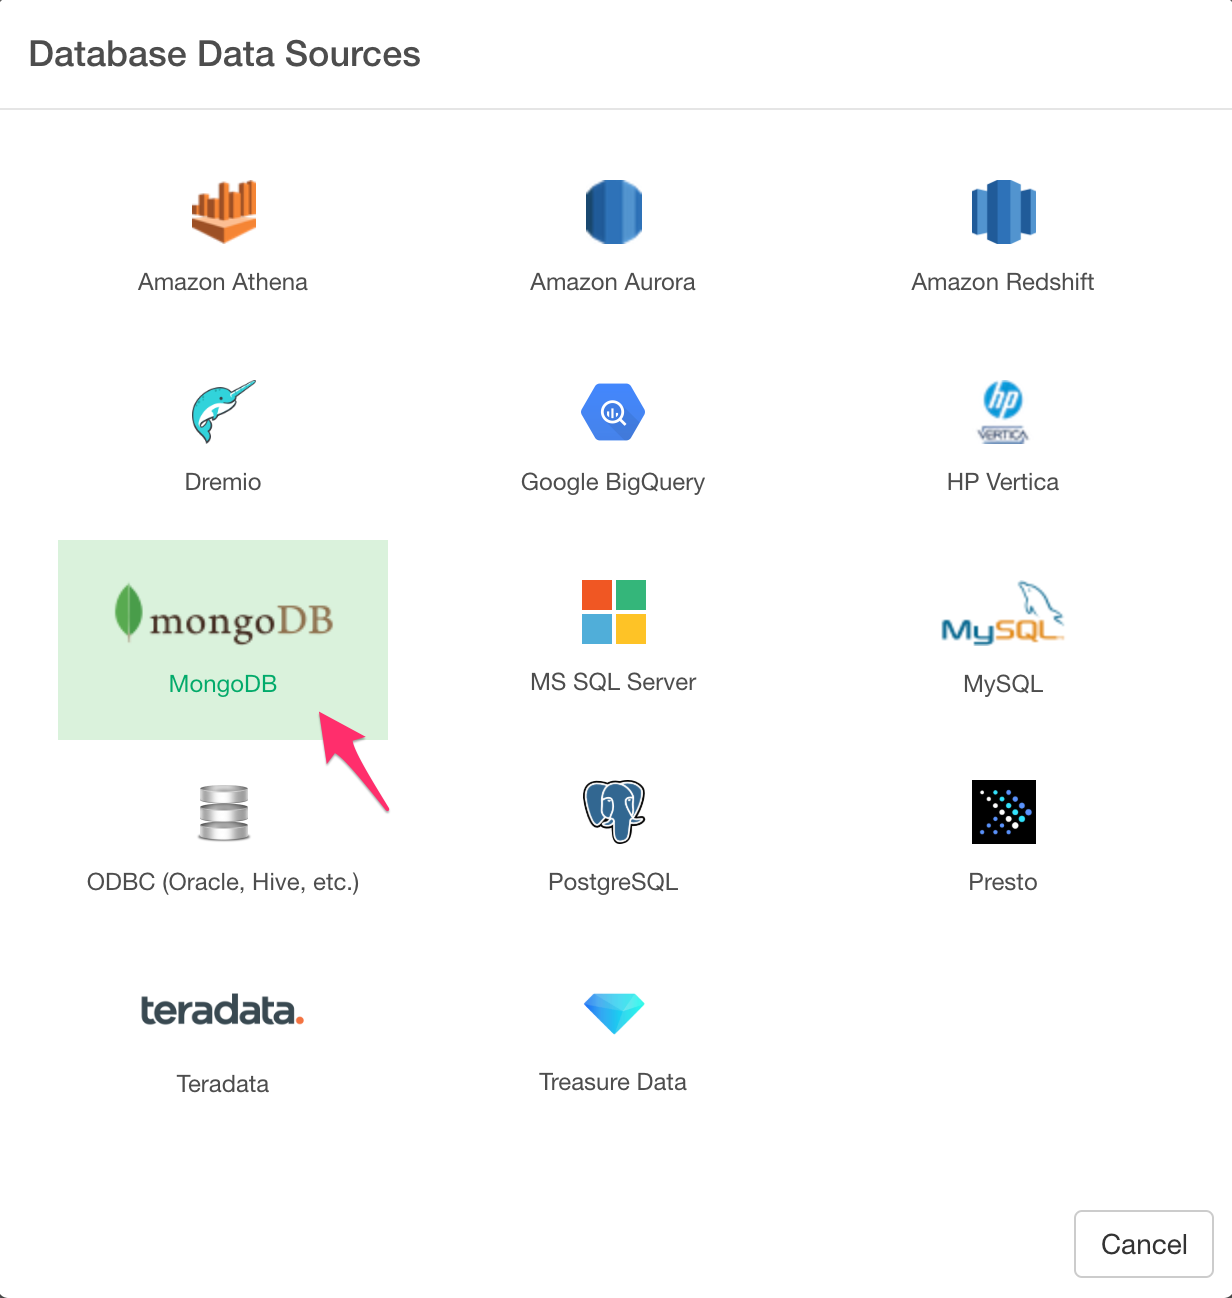 Database Data Sources
Amazon Athena
Amazon Aurora
Amazon Redshift
hp
VERTICA
Dremio
Google BigQuery
HP Vertica
mongoDB
MySQL
MongoDB
MS SQL Server
MySQL
ODBC (Oracle, Hive, etc.)
PostgreSQL
Presto
teradata.
Teradata
Treasure Data
Cancel